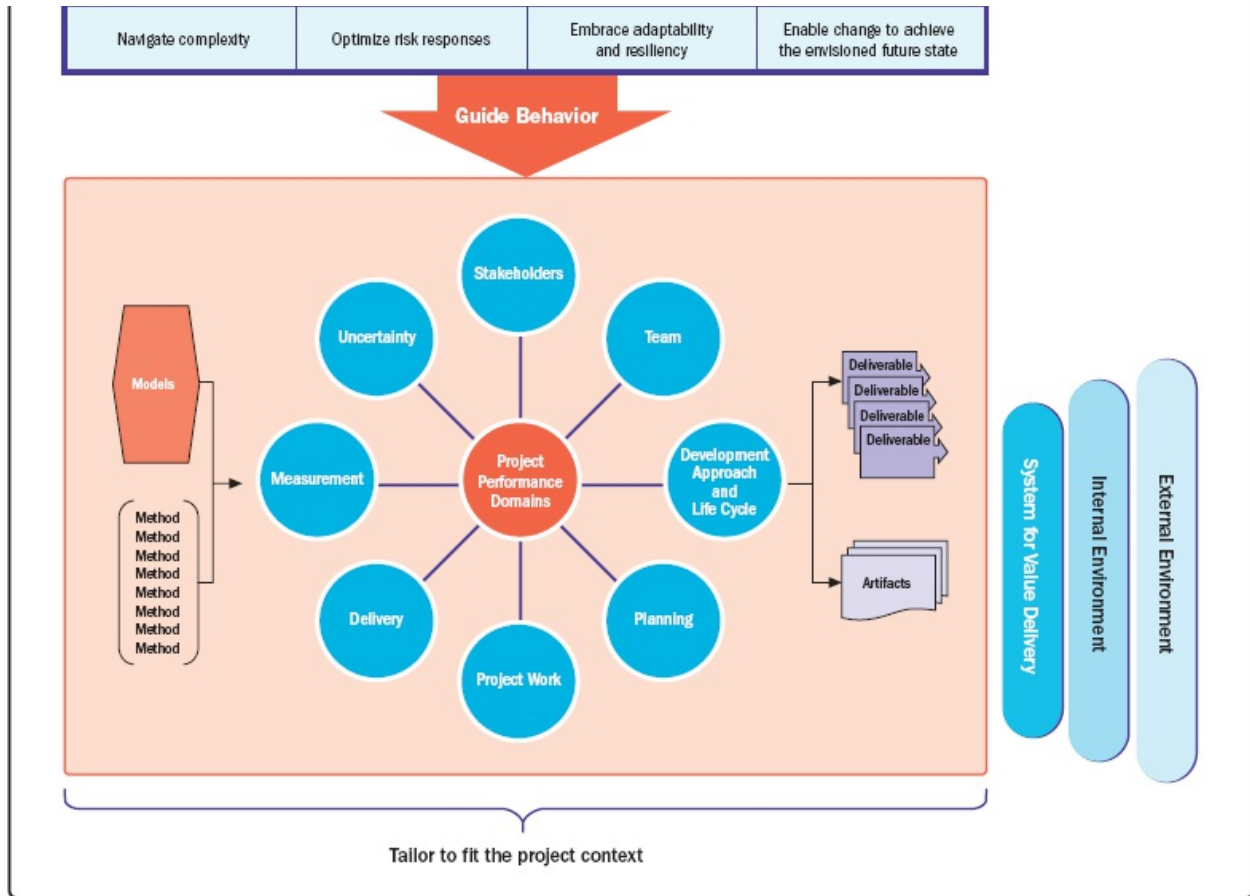 Navigate complexity
Optimize risk responses
Embrace adaptability
and resiliency
Enable change to achieve
the envisioned future state
Guide Behavior
Stakeholders
Uncertainty
Team
Models
Measurement
Project
Performance
Domains
Development
Approach
and
Life Cycle
Deliverable
Deliverable
Deliverable
Deliverable
Method
Method
Method
Method
Method
Method
Method
Method
Delivery
Planning
Project Work
Artifacts
System for Value Delivery
Internal Environment
External Environment
Tailor to fit the project context